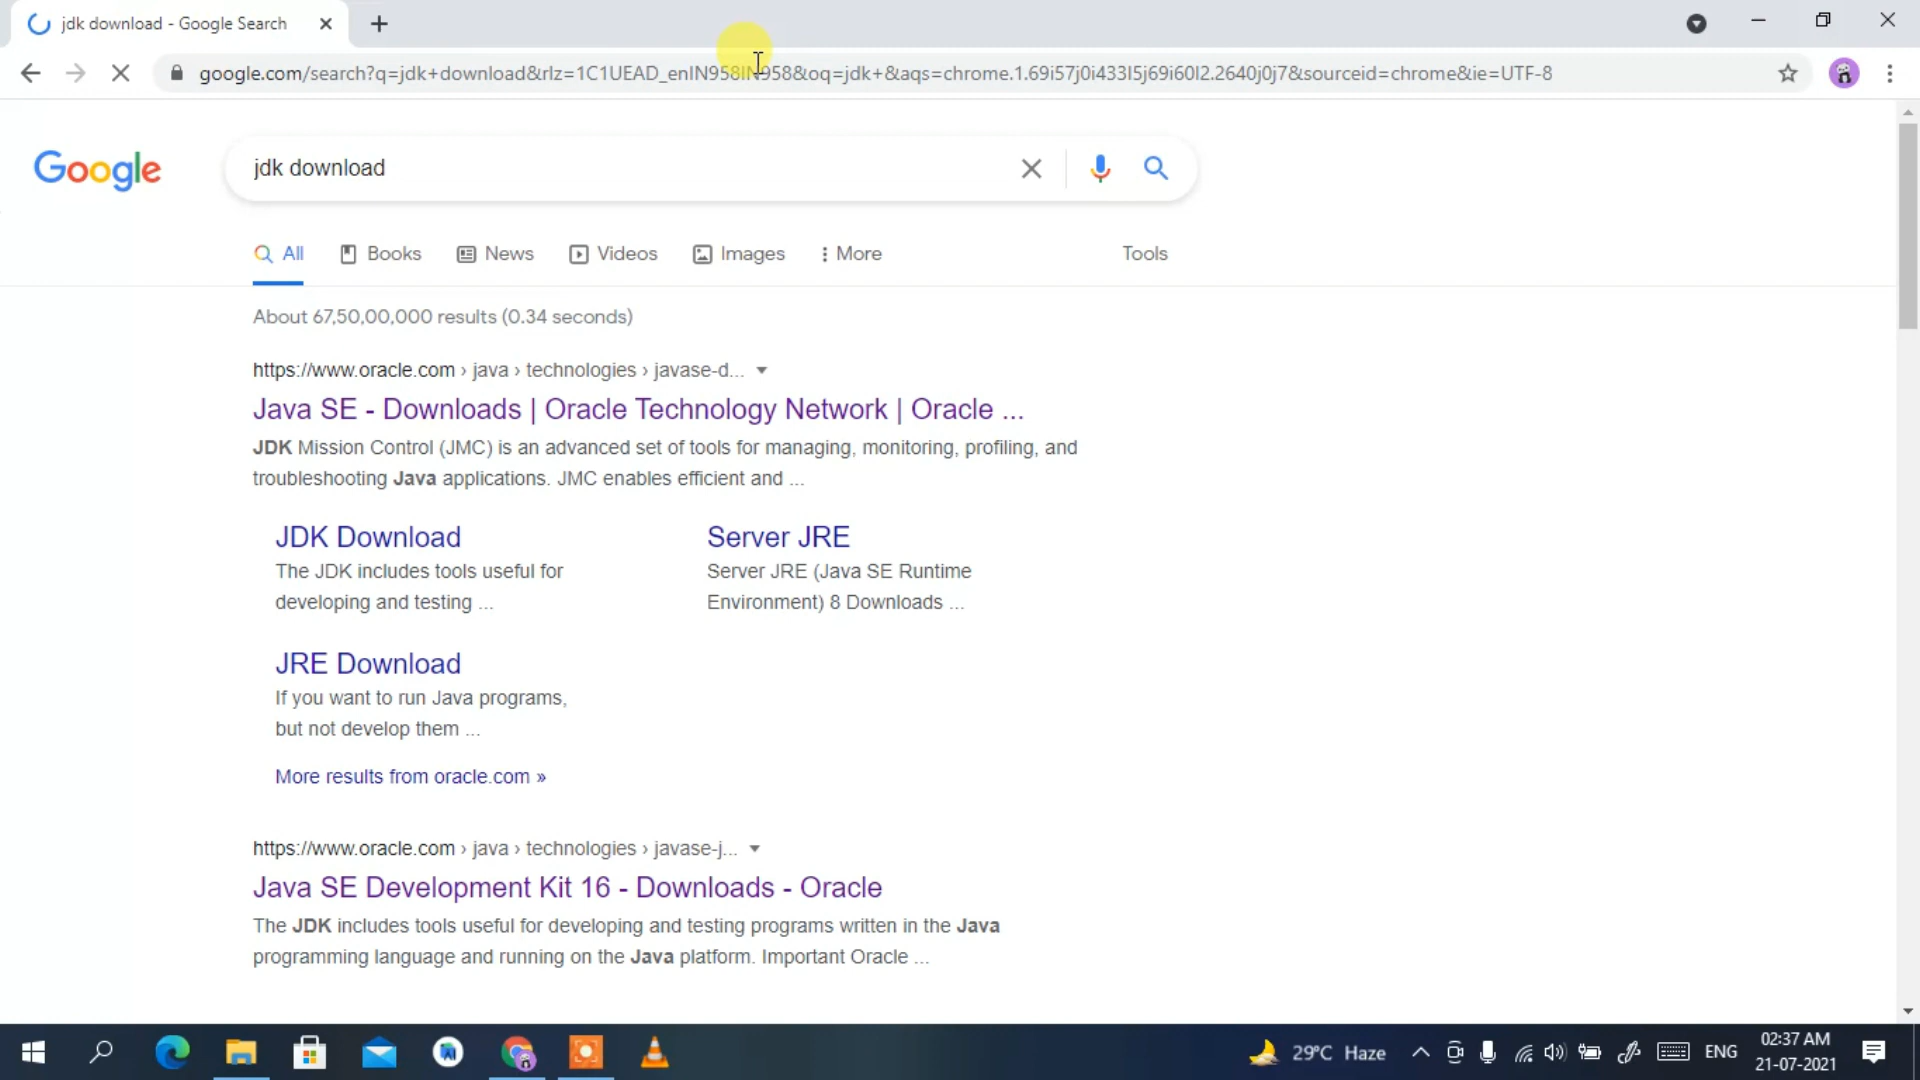 jdk download - Google Search
google.com/search?q=jdk+download&rlz=1C1UEAD_enIN958IN958&oq=jdk+&aqs=chrome.1.69i57j0i433l5j69i60l2.2640j0j7&sourceid=chrome&ie=UTF-8
Google
jdk download
All
Books
News
Videos
Images
More
Tools
About 67,50,00,000 results (0.34 seconds)
https://www.oracle.com › java › technologies › javase-d...
Java SE - Downloads | Oracle Technology Network | Oracle ...
JDK Mission Control (JMC) is an advanced set of tools for managing, monitoring, profiling, and
troubleshooting Java applications. JMC enables efficient and ...
JDK Download
The JDK includes tools useful for
developing and testing ...
Server JRE
Server JRE (Java SE Runtime
Environment) 8 Downloads ...
JRE Download
If you want to run Java programs,
but not develop them ...
More results from oracle.com »
https://www.oracle.com › java › technologies › javase-j...
Java SE Development Kit 16 - Downloads - Oracle
The JDK includes tools useful for developing and testing programs written in the Java
programming language and running on the Java platform. Important Oracle ...
29°C Haze
ENG
02:37 AM
21-07-2021